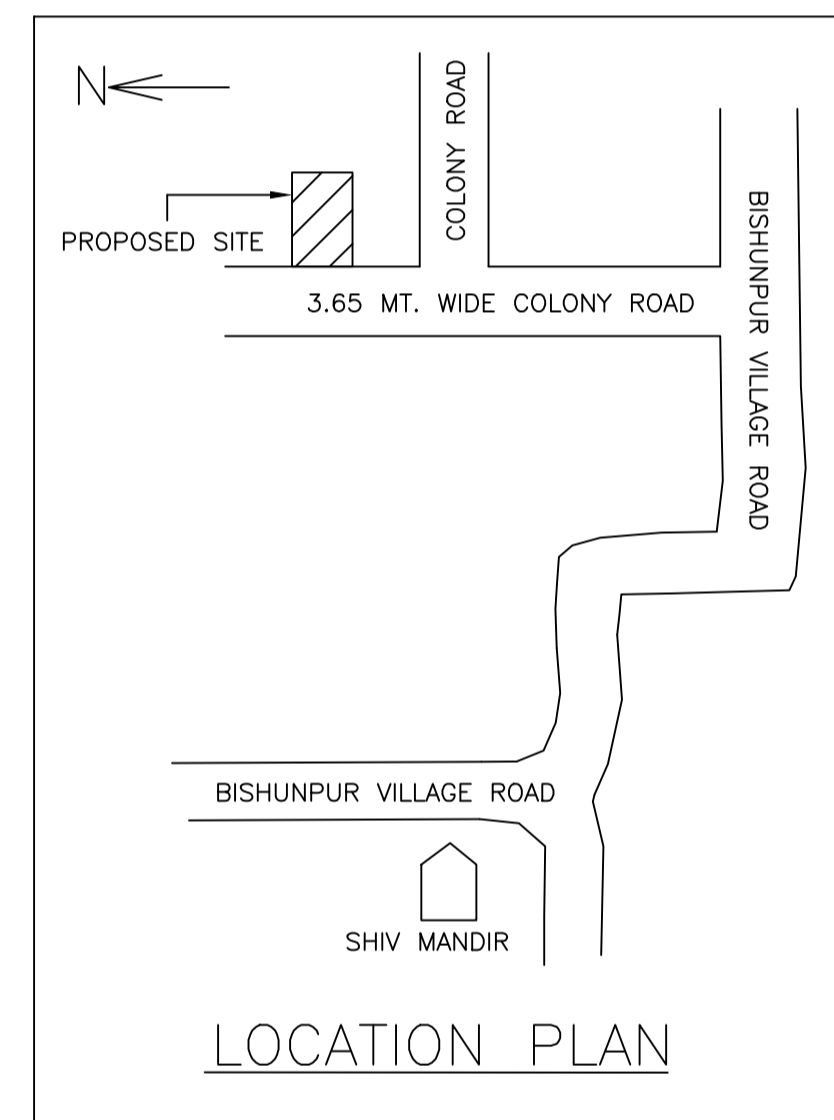 N
COLONY ROAD
PROPOSED SITE
3.65 MT. WIDE COLONY ROAD
BISHUNPUR VILLAGE ROAD
BISHUNPUR VILLAGE ROAD
SHIV MANDIR
LOCATION PLAN